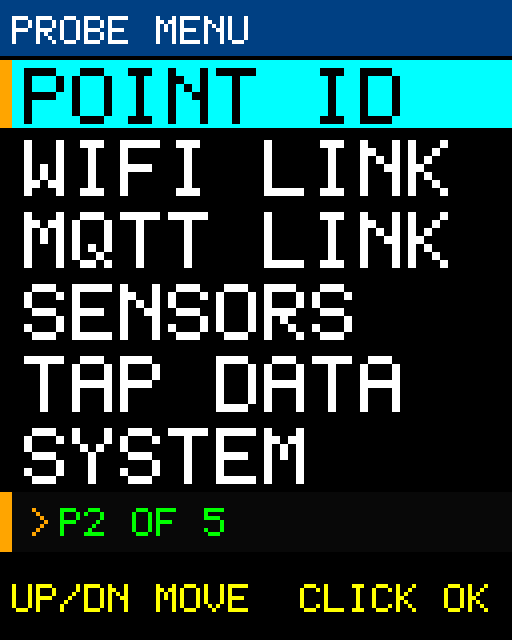 PROBE MENU
POINT ID
WIFI LINK
MQTT LINK
SENSORS
TAP DATA
SYSTEM
>P2 OF 5
UP/DN MOVE CLICK OK